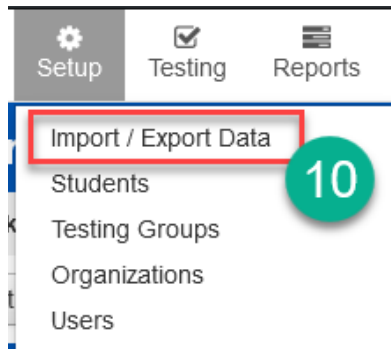 Setup Testing Reports
Import / Export Data
10
Students
Testing Groups
Organizations
Users